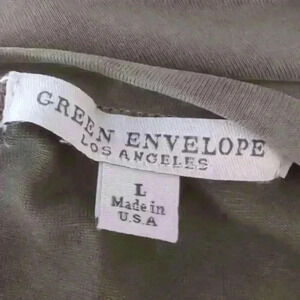 GREEN ENVELOPE
LOS ANGELES
L
Made in
U.S.A